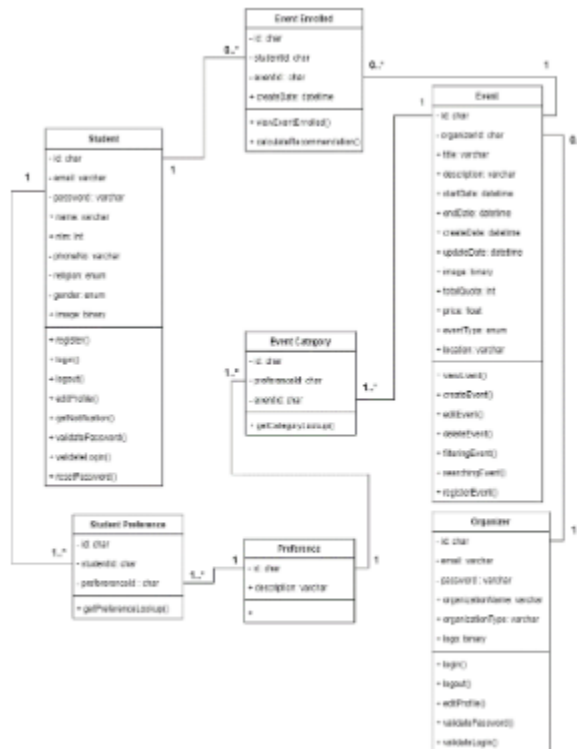 Event Enrolled
- id: char
- studentId: char
- eventId: char
+ createDate: datetime
+ viewEventEnrolled()
+ calculateRecommendation()
0..*
0..*
1
1
1
1
Student
- id: char
- email: varchar
- password: varchar
+ name: varchar
+ nim: int
- phoneNo: varchar
- religion: enum
- gender: enum
+ image: binary
+ register()
+ login()
+ logout()
+ editProfile()
+ getNotification()
+ validatePassword()
+ validateLogin()
+ resetPassword()
Event
- id: char
- organizerId: char
+ title: varchar
+ description: varchar
- startDate: datetime
- endDate: datetime
- createDate: datetime
- updateDate: datetime
- image: binary
+ totalQuota: int
- price: float
- eventType: enum
+ location: varchar
- viewEvent()
+ createEvent()
+ editEvent()
+ deleteEvent()
+ filteringEvent()
+ searchingEvent()
+ registerEvent()
Event Category
- id: char
- preferenceId: char
- eventId: char
+ getCategoryLookup()
1..*
1..*
Student Preference
- id: char
+ studentId: char
- preferenceId: char
+ getPreferenceLookup()
1..*
1..*
1
Preference
- id: char
+ description: varchar
+
1
Organizer
- id: char
- email: varchar
- password: varchar
+ organizationName: varchar
+ organizationType: varchar
+ logo: binary
+ login()
+ logout()
+ editProfile()
+ validatePassword()
+ validateLogin()
1